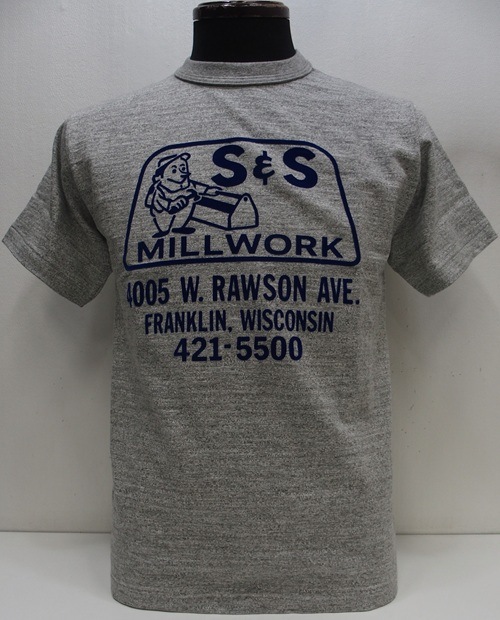 S & S
MILLWORK
4005 W. RAWSON AVE.
FRANKLIN, WISCONSIN
421-5500